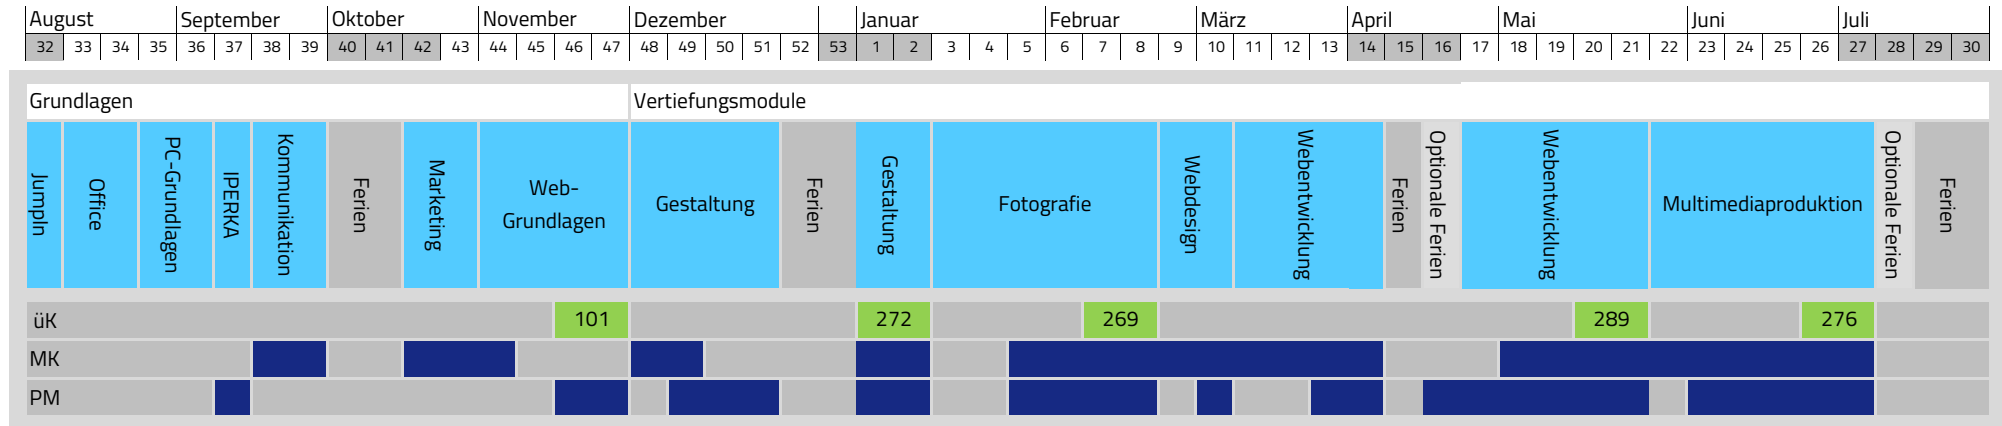 August September Oktober November Dezember Januar Februar März April Mai Juni Juli
32 33 34 35 36 37 38 39 40 41 42 43 44 45 46 47 48 49 50 51 52 53 1 2 3 4 5 6 7 8 9 10 11 12 13 14 15 16 17 18 19 20 21 22 23 24 25 26 27 28 29 30
Grundlagen Vertiefungsmodule
JumpIn
Office
PC-Grundlagen
IPERKA
Kommunikation
Ferien
Marketing
Web-
Grundlagen
Gestaltung
Ferien
Gestaltung
Fotografie
Webdesign
Webentwicklung
Ferien
Optionale Ferien
Webentwicklung
Multimediaproduktion
Optionale Ferien
Ferien
üK 101 272 269 289 276
MK
PM